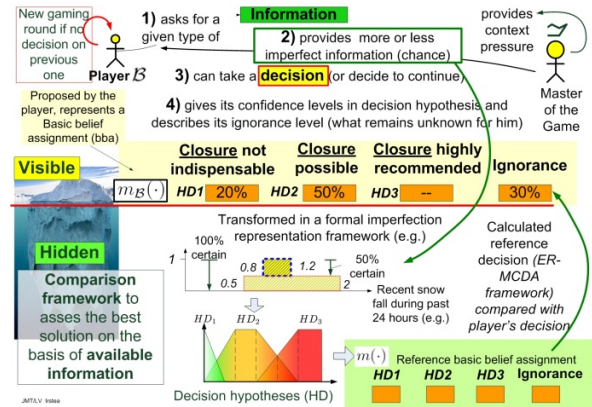 New gaming
round if no
decision on
previous
one
Player B
1) asks for a
given type of
Information
2) provides more or less
imperfect information (chance)
provides
context
pressure
Master
of the
Game
3) can take a decision (or decide to continue)
4) gives its confidence levels in decision hypothesis and
describes its ignorance level (what remains unknown for him)
Proposed by the
player, represents a
Basic belief
assignment (bba)
Visible
Closure not
indispensable
Closure
possible
Closure highly
recommended
Ignorance
m_B(·)
HD1 20%
HD2 50%
HD3 --
30%
Hidden
Comparison
framework to
asses the best
solution on the
basis of available
information
Transformed in a formal imperfection
representation framework (e.g.)
100%
certain
50%
certain
1
0.8
1.2
0.5
2
Recent snow
fall during past
24 hours (e.g.)
Calculated
reference
decision (ER-
MCDA
framework)
compared with
player's decision
HD₁ HD₂ HD₃
Decision hypotheses (HD)
m(·)
Reference basic belief assignment
HD1 HD2 HD3 Ignorance
JMT/LV Irstea